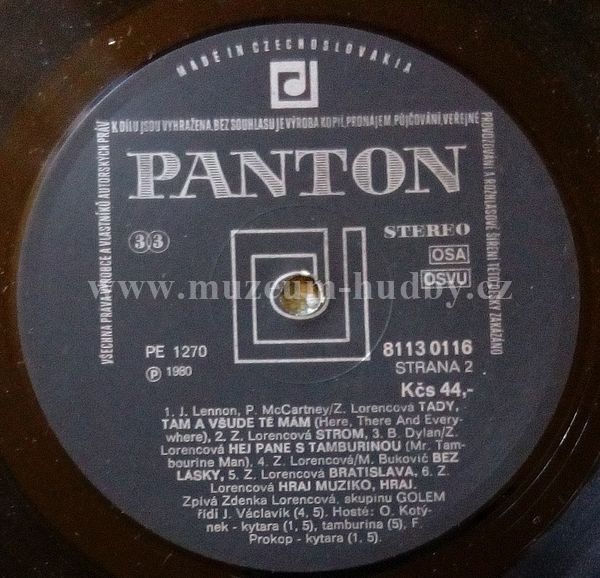 MADE IN CZECHOSLOVAKIA
VŠECHNA PRÁVA VÝROBCE A VLASTNÍKŮ AUTORSKÝCH PRÁV
K DÍLU JSOU VYHRAŽENA. BEZ SOUHLASU JE VÝROBA KOPIÍ, PRONÁJEM, PŮJČOVÁNÍ, VEŘEJNÉ
PROVOZOVÁNÍ A ROZHLASOVÉ ŠÍŘENÍ TÉTO DESKY ZAKÁZÁNO
PANTON
33
STEREO
OSA
OSVU
www.muzeum-hudby.cz
PE 1270
8113 0116
Ⓟ 1980
STRANA 2
Kčs 44,-
1. J. Lennon, P. McCartney/Z. Lorencová TADY,
TAM A VŠUDE TĚ MÁM (Here, There And Every-
where), 2. Z. Lorencová STROM, 3. B. Dylan/Z.
Lorencová HEJ PANE S TAMBURINOU (Mr. Tam-
bourine Man), 4. Z. Lorencová/M. Buković BEZ
LÁSKY, 5. Z. Lorencová BRATISLAVA, 6. Z.
Lorencová HRAJ MUZIKO, HRAJ.
Zpívá Zdenka Lorencová, skupinu GOLEM
řídí J. Václavík (4, 5). Hosté: O. Kotý-
nek - kytara (1, 5), tamburina (5), F.
Prokop - kytara (1, 5).